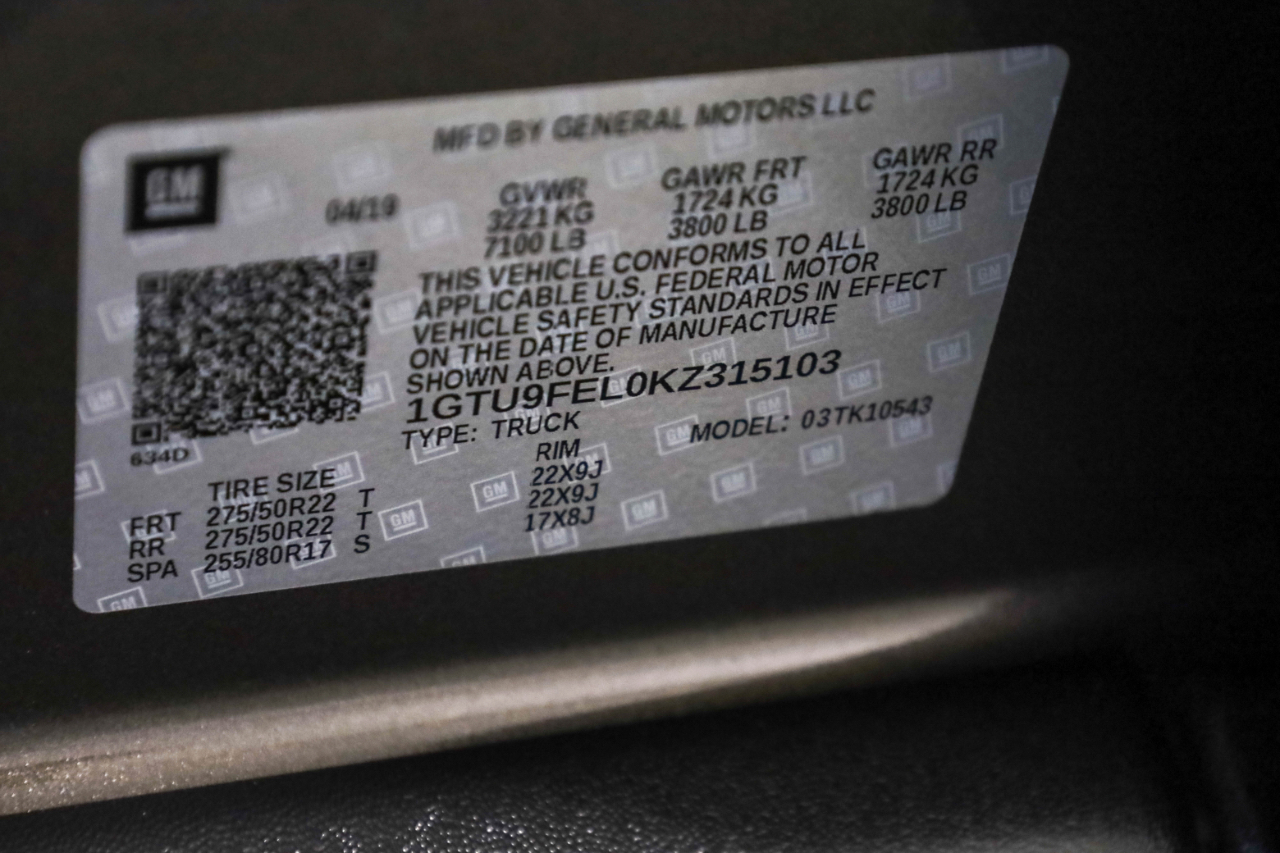 MFD BY GENERAL MOTORS LLC
GM
04/19
GVWR GAWR FRT GAWR RR
3221 KG 1724 KG 1724 KG
7100 LB 3800 LB 3800 LB
THIS VEHICLE CONFORMS TO ALL
APPLICABLE U.S. FEDERAL MOTOR
VEHICLE SAFETY STANDARDS IN EFFECT
ON THE DATE OF MANUFACTURE
SHOWN ABOVE.
1GTU9FEL0KZ315103
TYPE: TRUCK MODEL: 03TK10543
634D
TIRE SIZE RIM
FRT 275/50R22 T 22X9J
RR 275/50R22 T 22X9J
SPA 255/80R17 S 17X8J